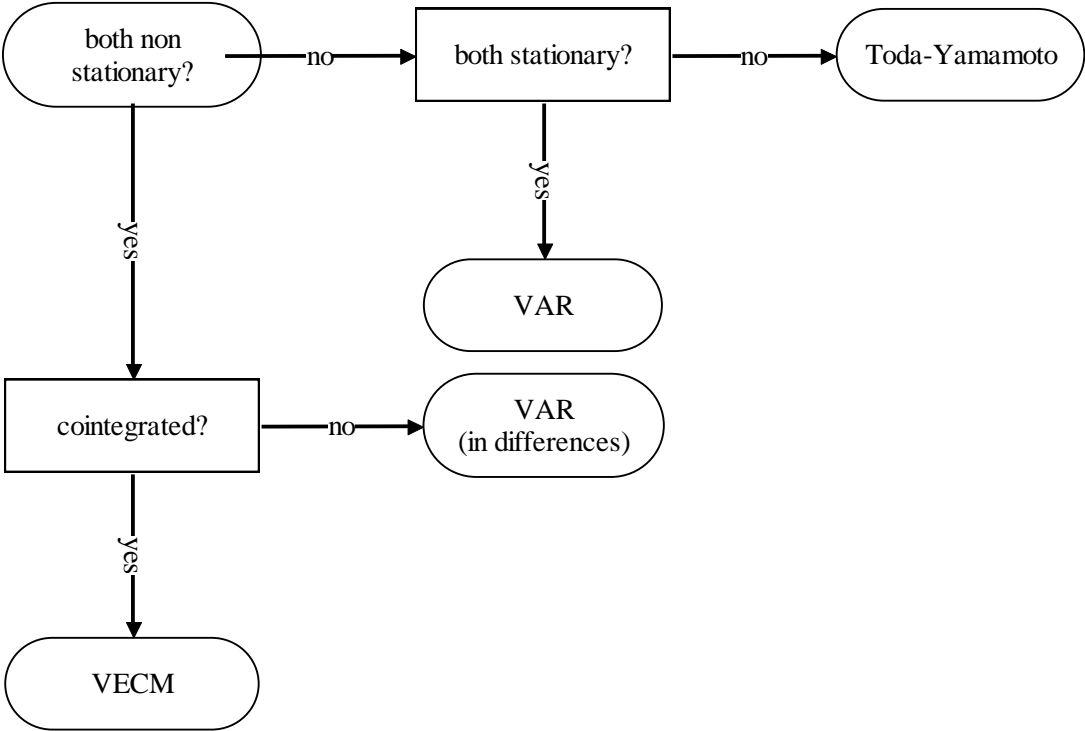 both non
stationary?
no
both stationary?
no
Toda-Yamamoto
yes
yes
VAR
cointegrated?
no
VAR
(in differences)
yes
VECM